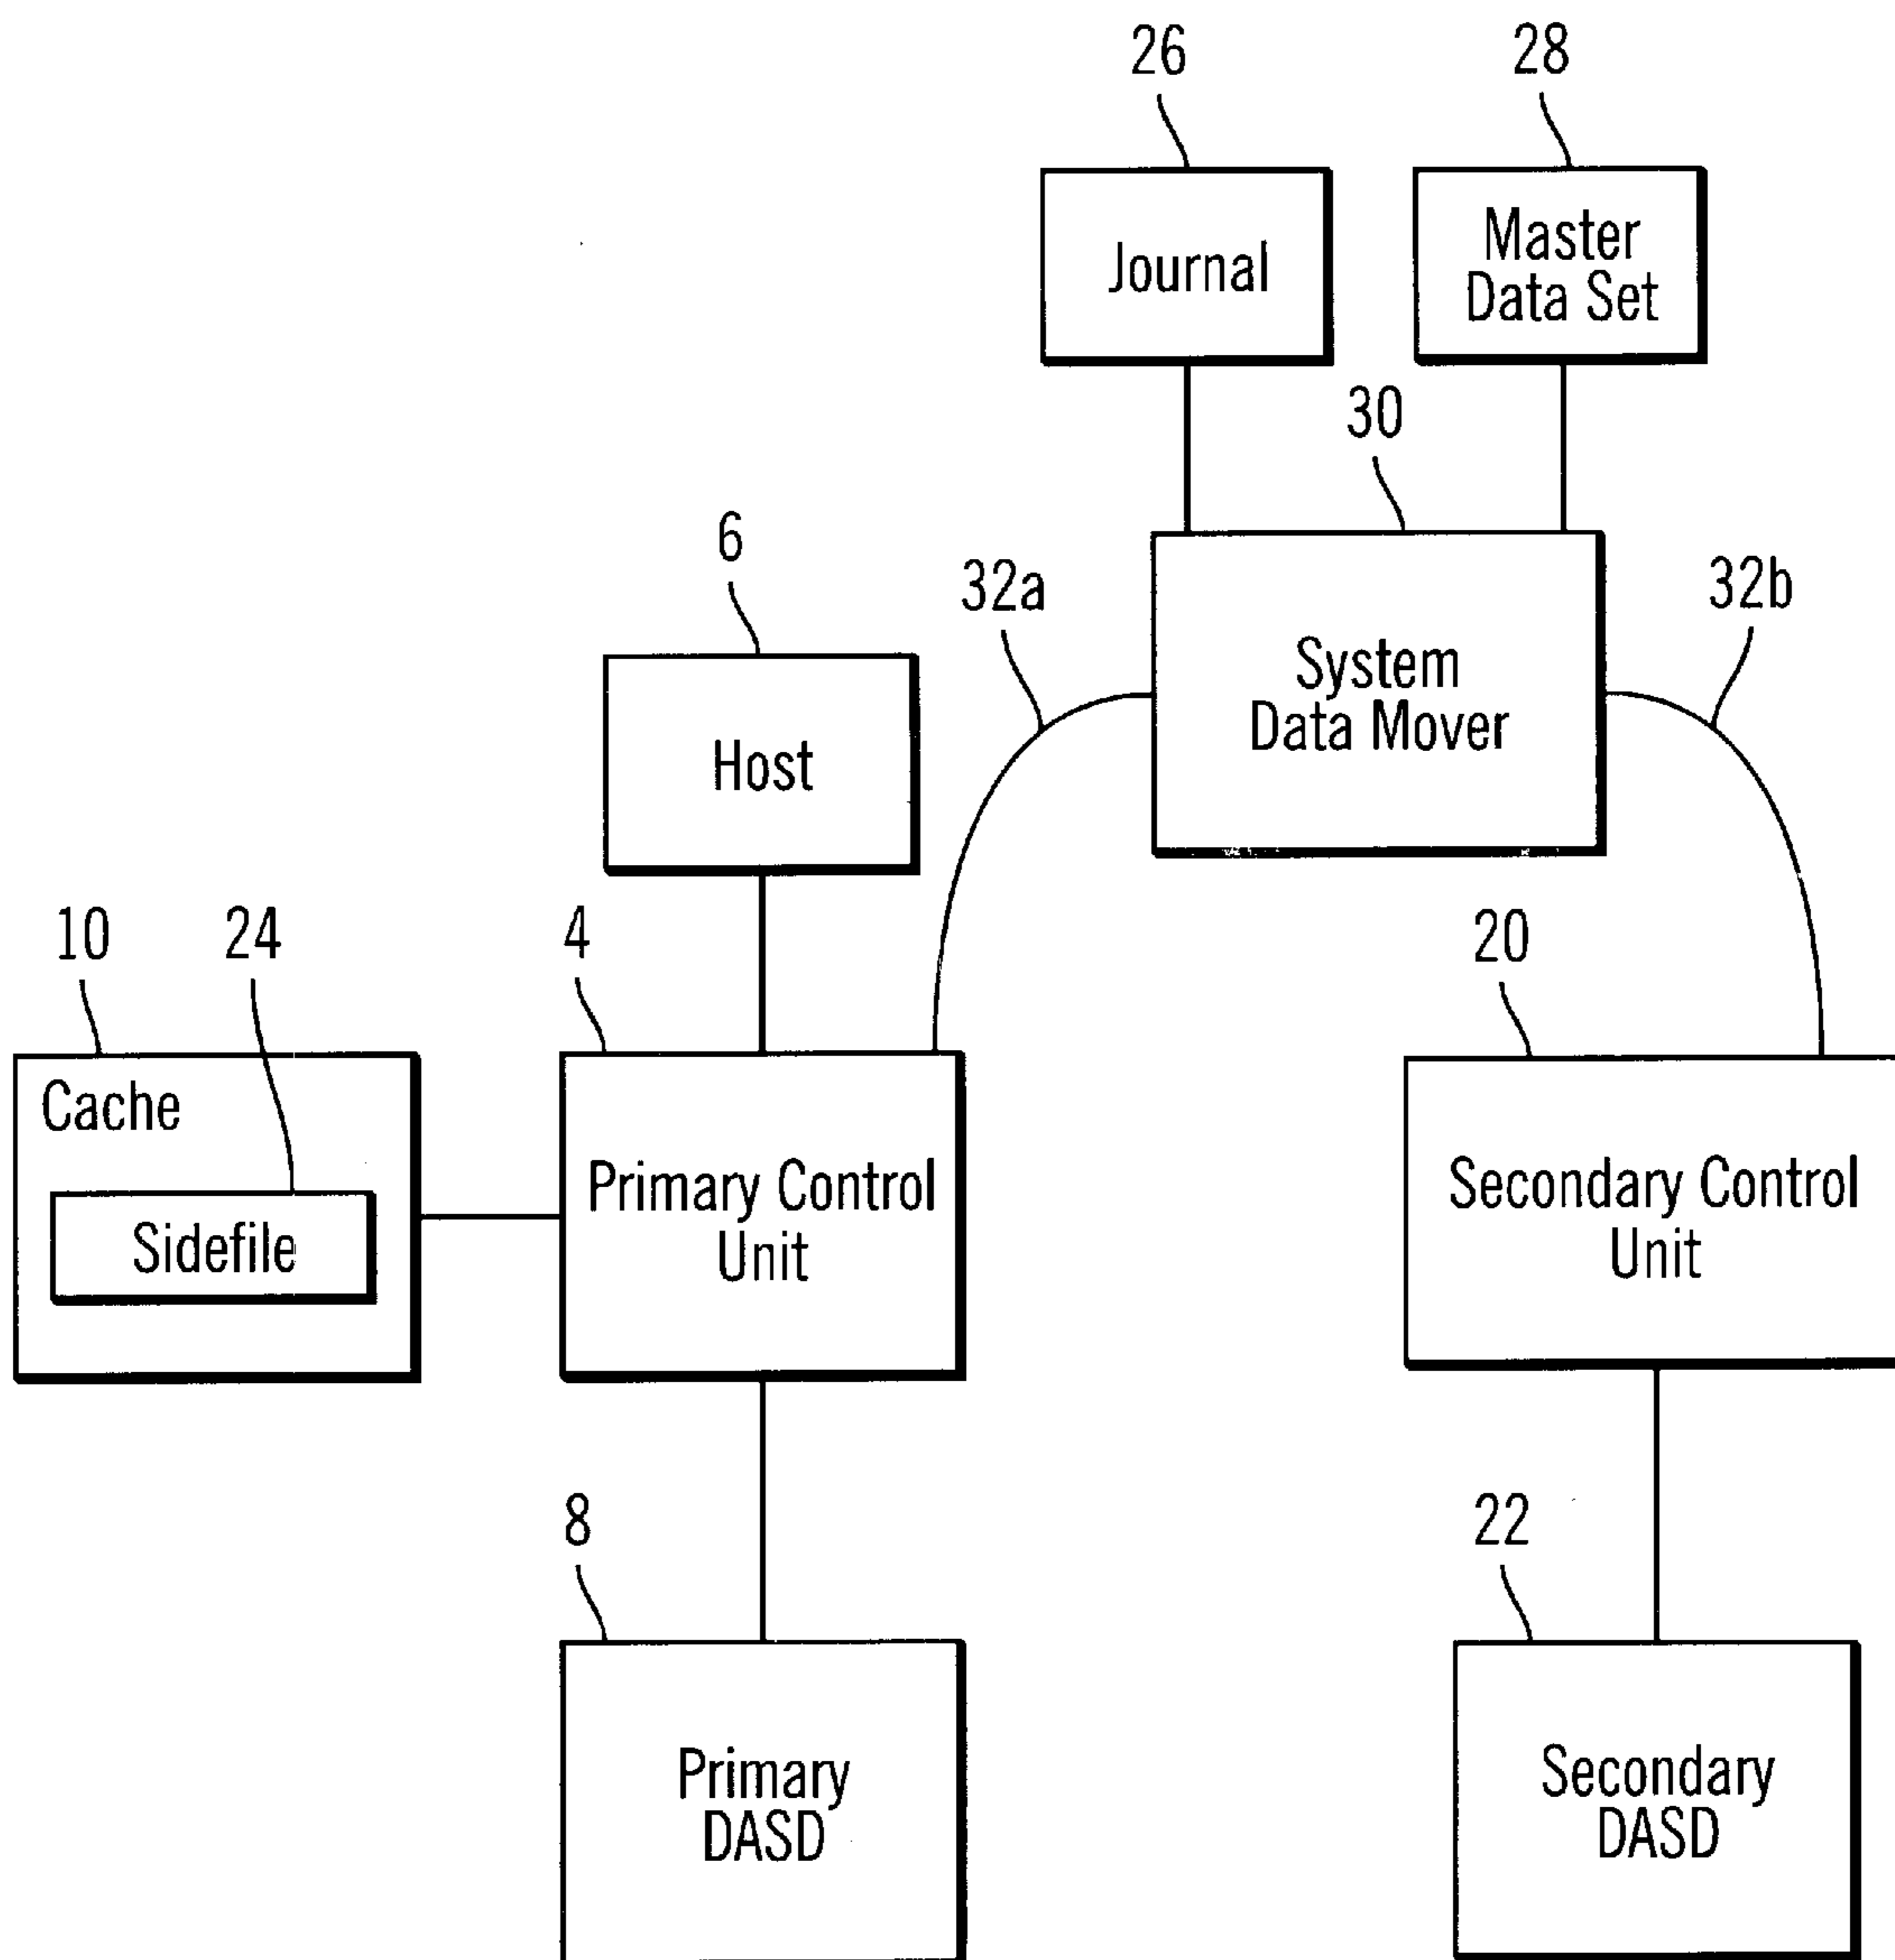 26
28
Journal
Master
Data Set
30
6
32a
32b
System
Data Mover
Host
10
24
4
20
Cache
Sidefile
Primary Control
Unit
Secondary Control
Unit
8
22
Primary
DASD
Secondary
DASD